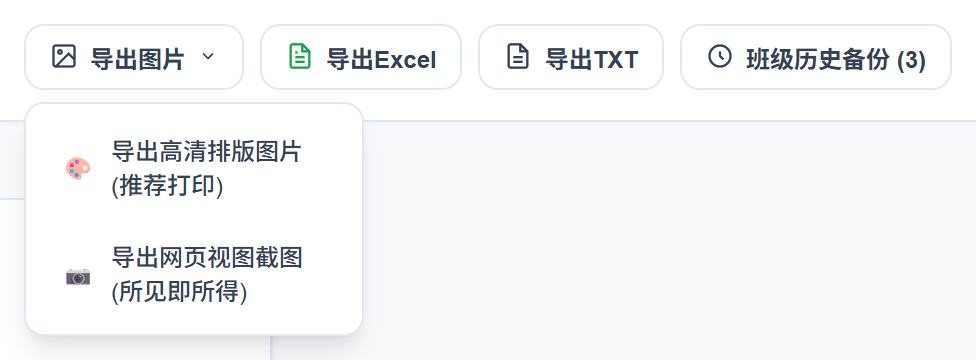 导出图片
导出Excel
导出TXT
班级历史备份 (3)
导出高清排版图片
(推荐打印)
导出网页视图截图
(所见即所得)